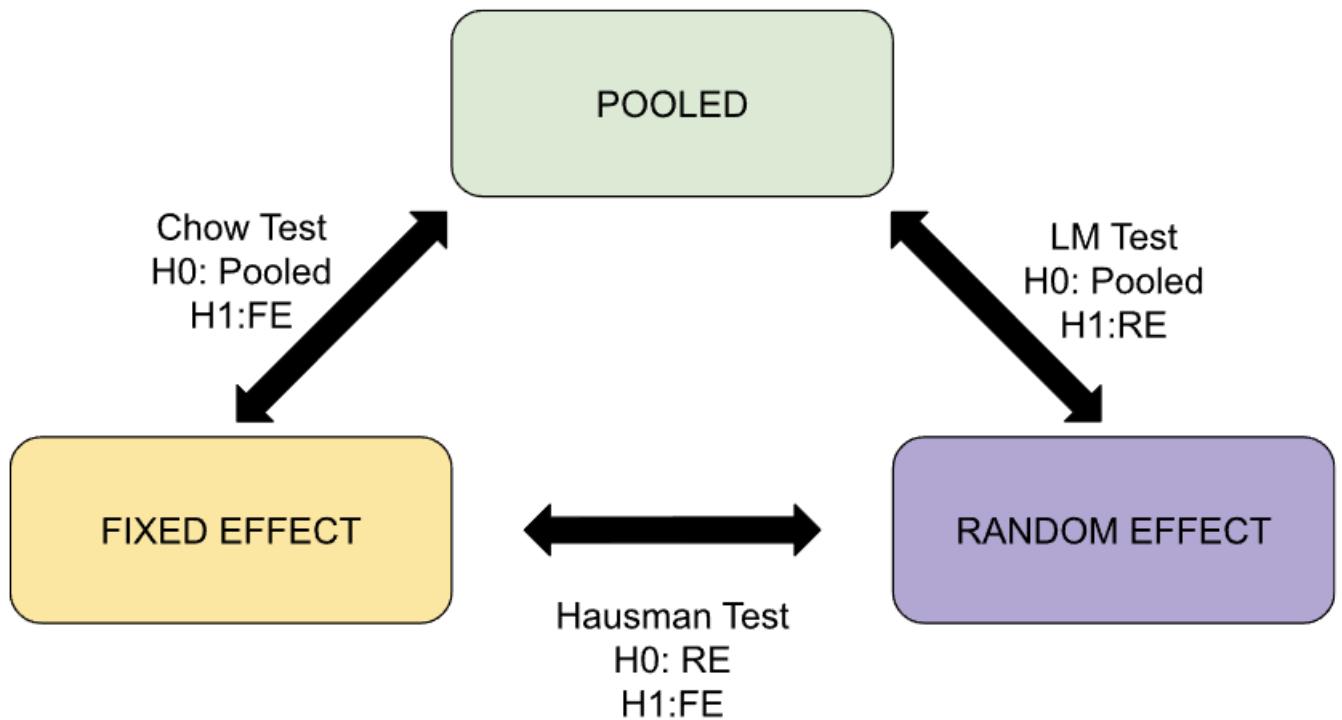 POOLED
Chow Test
H0: Pooled
H1:FE
LM Test
H0: Pooled
H1:RE
FIXED EFFECT
RANDOM EFFECT
Hausman Test
H0: RE
H1:FE